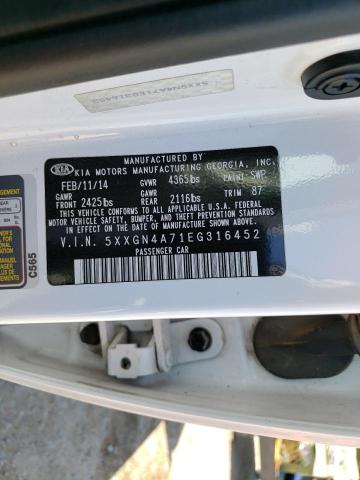 5XXGN4A71EG316452
MANUFACTURED BY
KIA KIA MOTORS MANUFACTURING GEORGIA, INC.
FEB/11/14 GVWR 4365lbs PAINT: SWP
GAWR FRONT 2425lbs GAWR REAR 2116lbs TRIM 87
THIS VEHICLE CONFORMS TO ALL APPLICABLE U.S.A. FEDERAL
MOTOR VEHICLE SAFETY, BUMPER, AND THEFT PREVENTION
STANDARDS IN EFFECT ON THE DATE OF MANUFACTURE SHOWN ABOVE.
V.I.N. 5XXGN4A71EG316452
PASSENGER CAR
C565